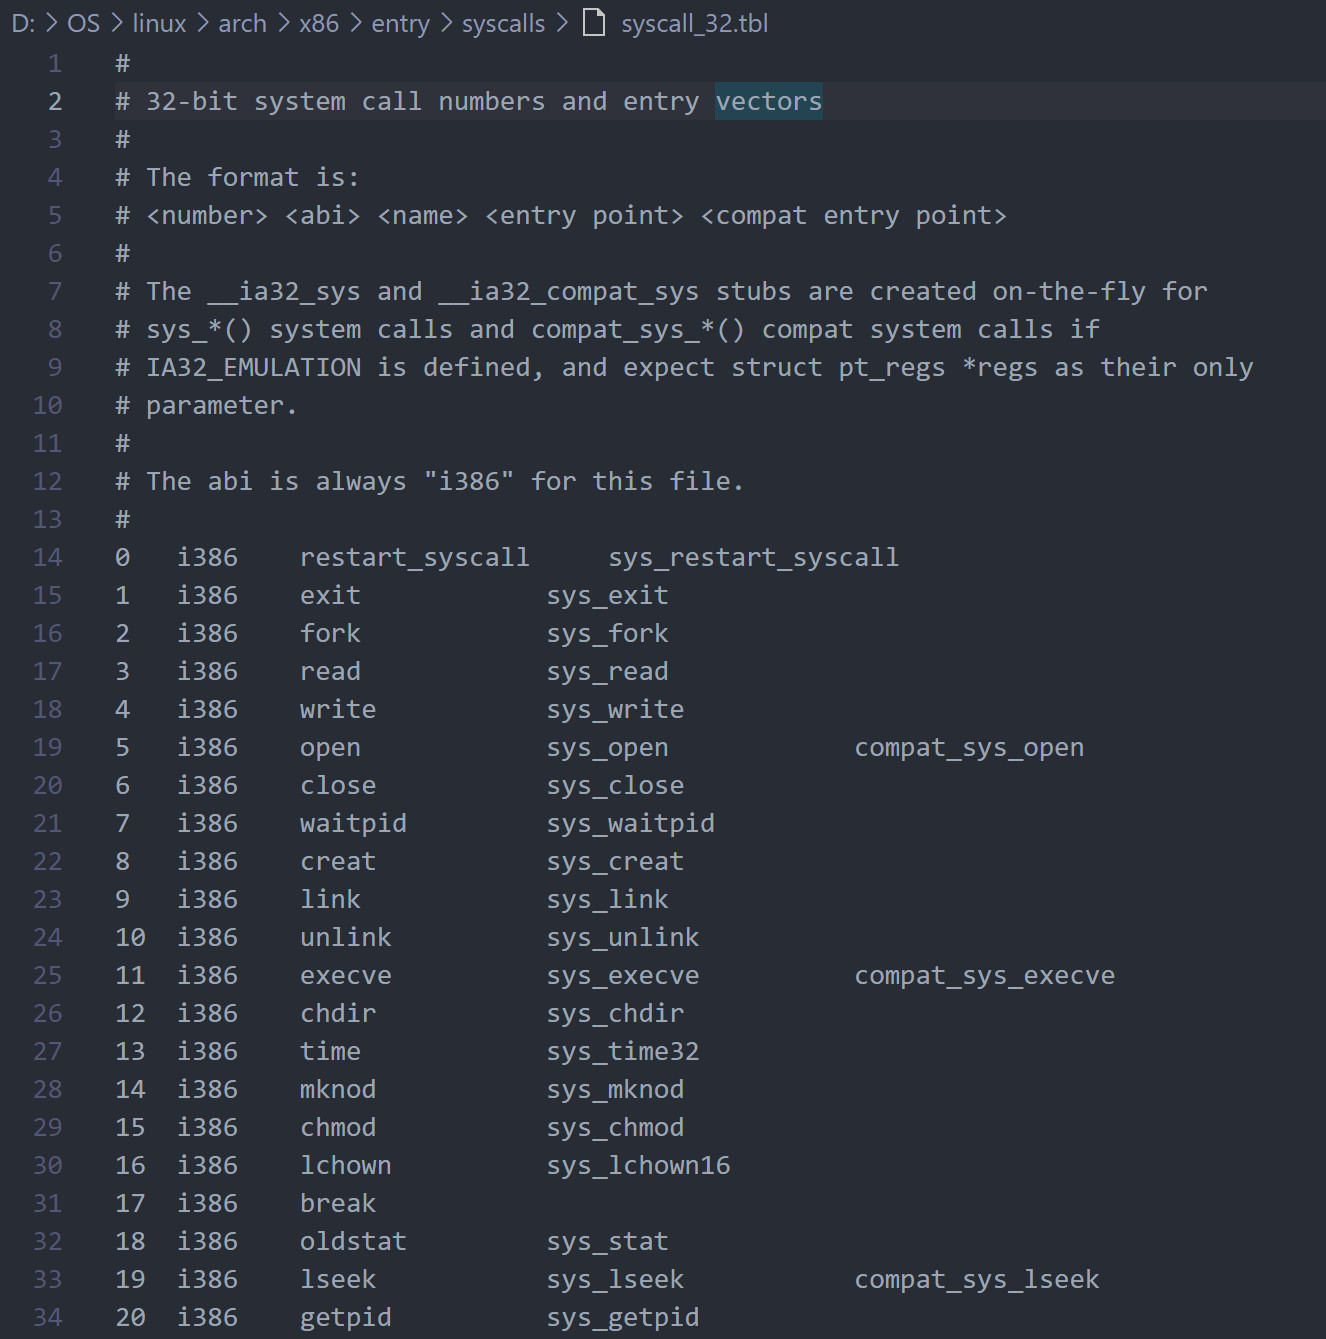 D: > OS > linux > arch > x86 > entry > syscalls > syscall_32.tbl
1 #
2 # 32-bit system call numbers and entry vectors
3 #
4 # The format is:
5 # <number> <abi> <name> <entry point> <compat entry point>
6 #
7 # The __ia32_sys and __ia32_compat_sys stubs are created on-the-fly for
8 # sys_*() system calls and compat_sys_*() compat system calls if
9 # IA32_EMULATION is defined, and expect struct pt_regs *regs as their only
10 # parameter.
11 #
12 # The abi is always "i386" for this file.
13 #
14 0 i386 restart_syscall sys_restart_syscall
15 1 i386 exit sys_exit
16 2 i386 fork sys_fork
17 3 i386 read sys_read
18 4 i386 write sys_write
19 5 i386 open sys_open compat_sys_open
20 6 i386 close sys_close
21 7 i386 waitpid sys_waitpid
22 8 i386 creat sys_creat
23 9 i386 link sys_link
24 10 i386 unlink sys_unlink
25 11 i386 execve sys_execve compat_sys_execve
26 12 i386 chdir sys_chdir
27 13 i386 time sys_time32
28 14 i386 mknod sys_mknod
29 15 i386 chmod sys_chmod
30 16 i386 lchown sys_lchown16
31 17 i386 break
32 18 i386 oldstat sys_stat
33 19 i386 lseek sys_lseek compat_sys_lseek
34 20 i386 getpid sys_getpid